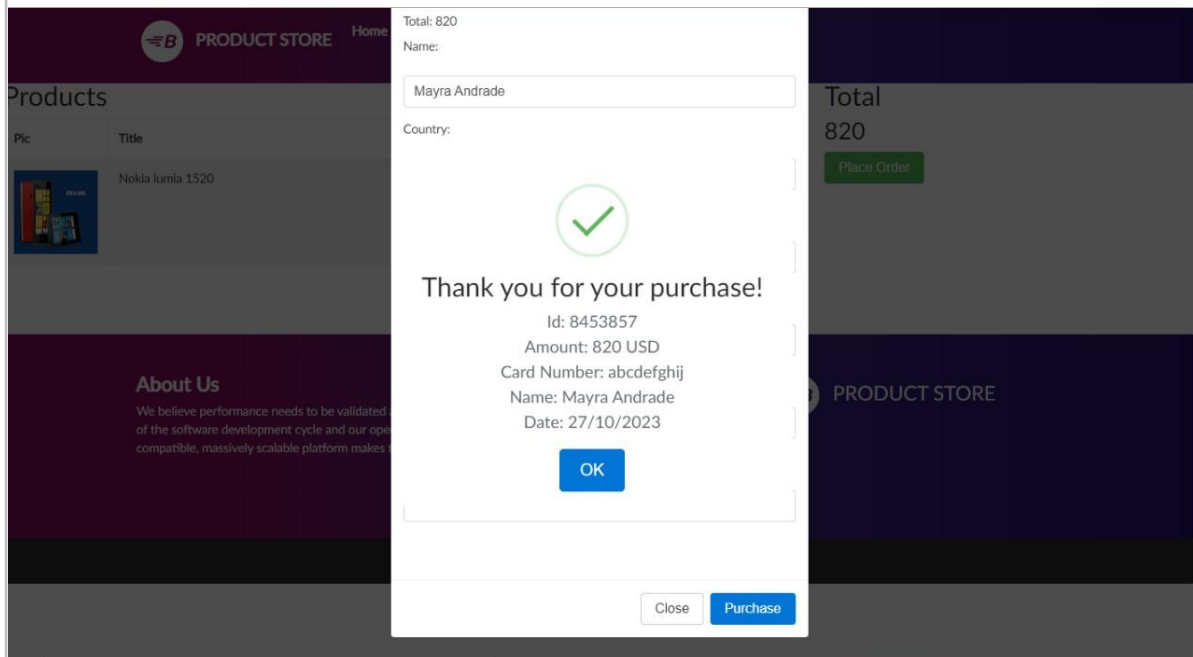 PRODUCT STORE
Home
Total: 820
Name:
Mayra Andrade
Country:
Products
Pic
Title
Nokia lumia 1520
Total
820
Place Order
Thank you for your purchase!
Id: 8453857
Amount: 820 USD
Card Number: abcdefghij
Name: Mayra Andrade
Date: 27/10/2023
OK
About Us
We believe performance needs to be validated
of the software development cycle and our ope
compatible, massively scalable platform makes
PRODUCT STORE
Close
Purchase